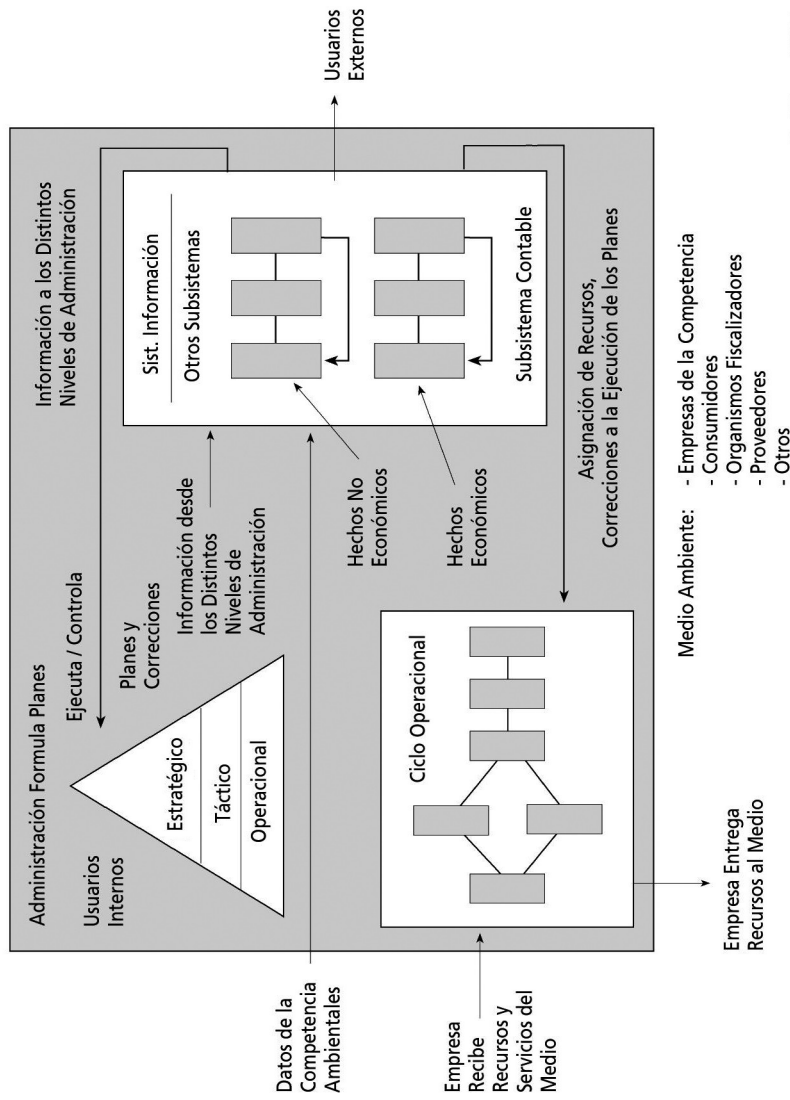 Administración Formula Planes
Ejecuta / Controla
Usuarios
Internos
Estratégico
Táctico
Operacional
Planes y
Correcciones
Información a los Distintos
Niveles de Administración
Información desde
los Distintos
Niveles de
Administración
Sist. Información
Otros Subsistemas
Subsistema Contable
Usuarios
Externos
Datos de la
Competencia
Ambientales
Hechos No
Económicos
Hechos
Económicos
Ciclo Operacional
Asignación de Recursos,
Correcciones a la Ejecución de los Planes
Empresa
Recibe
Recursos y
Servicios del
Medio
Empresa Entrega
Recursos al Medio
Medio Ambiente:
- Empresas de la Competencia
- Consumidores
- Organismos Fiscalizadores
- Proveedores
- Otros